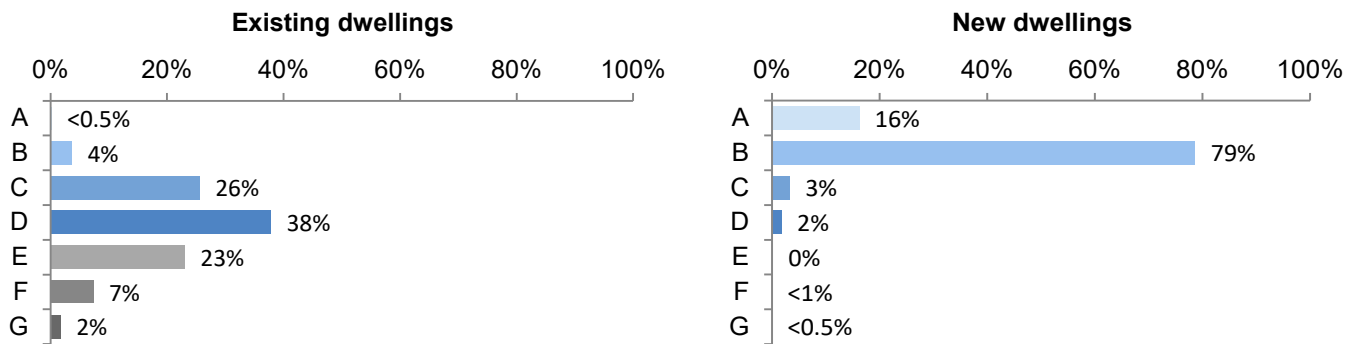 Existing dwellings
0% 20% 40% 60% 80% 100%
A <0.5%
B 4%
C 26%
D 38%
E 23%
F 7%
G 2%
New dwellings
0% 20% 40% 60% 80% 100%
A 16%
B 79%
C 3%
D 2%
E 0%
F <1%
G <0.5%